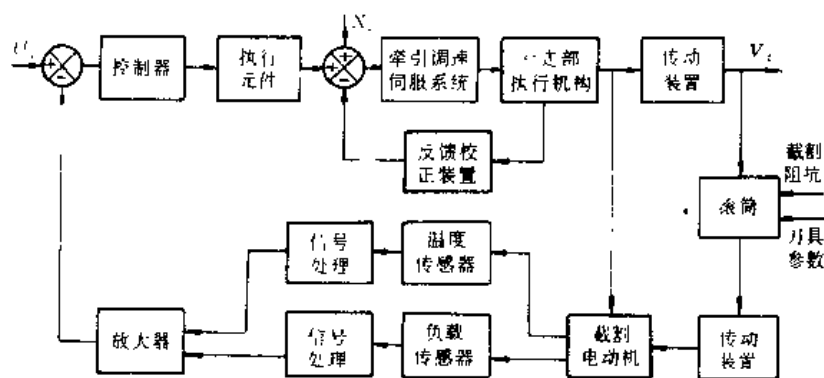 X
U
控制器
执行
元件
牵引调速
伺服系统
部
执行机构
传动
装置
V
反馈校
正装置
截割
阻坑
滚筒
刀具
参数
信号
处理
温度
传感器
放大器
信号
处理
负载
传感器
截割
电动机
传动
装置